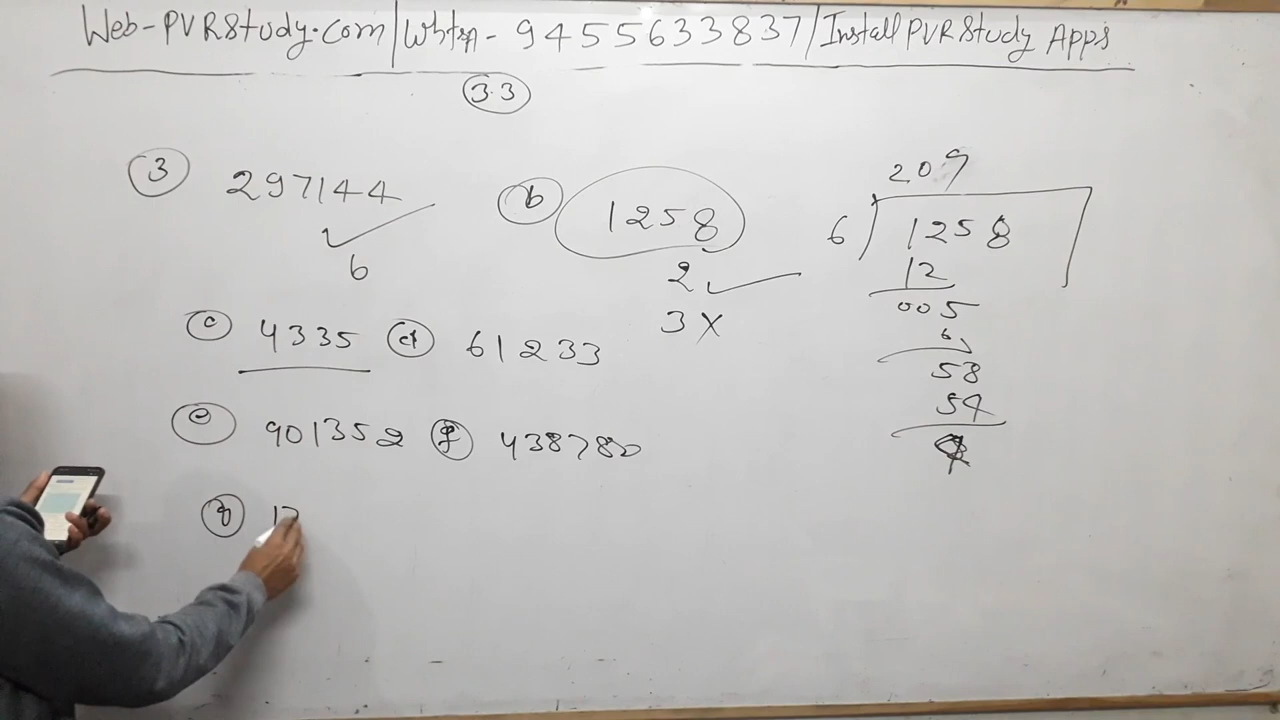 Web-PVRStudy.com/Whtsp-9455633837/Install PVRStudy Apps
3.3
3 297144
6
b 1258
2
3 X
209
6 1258
12
005
58
54
c 4335 d 61233
e 901352 f 438780